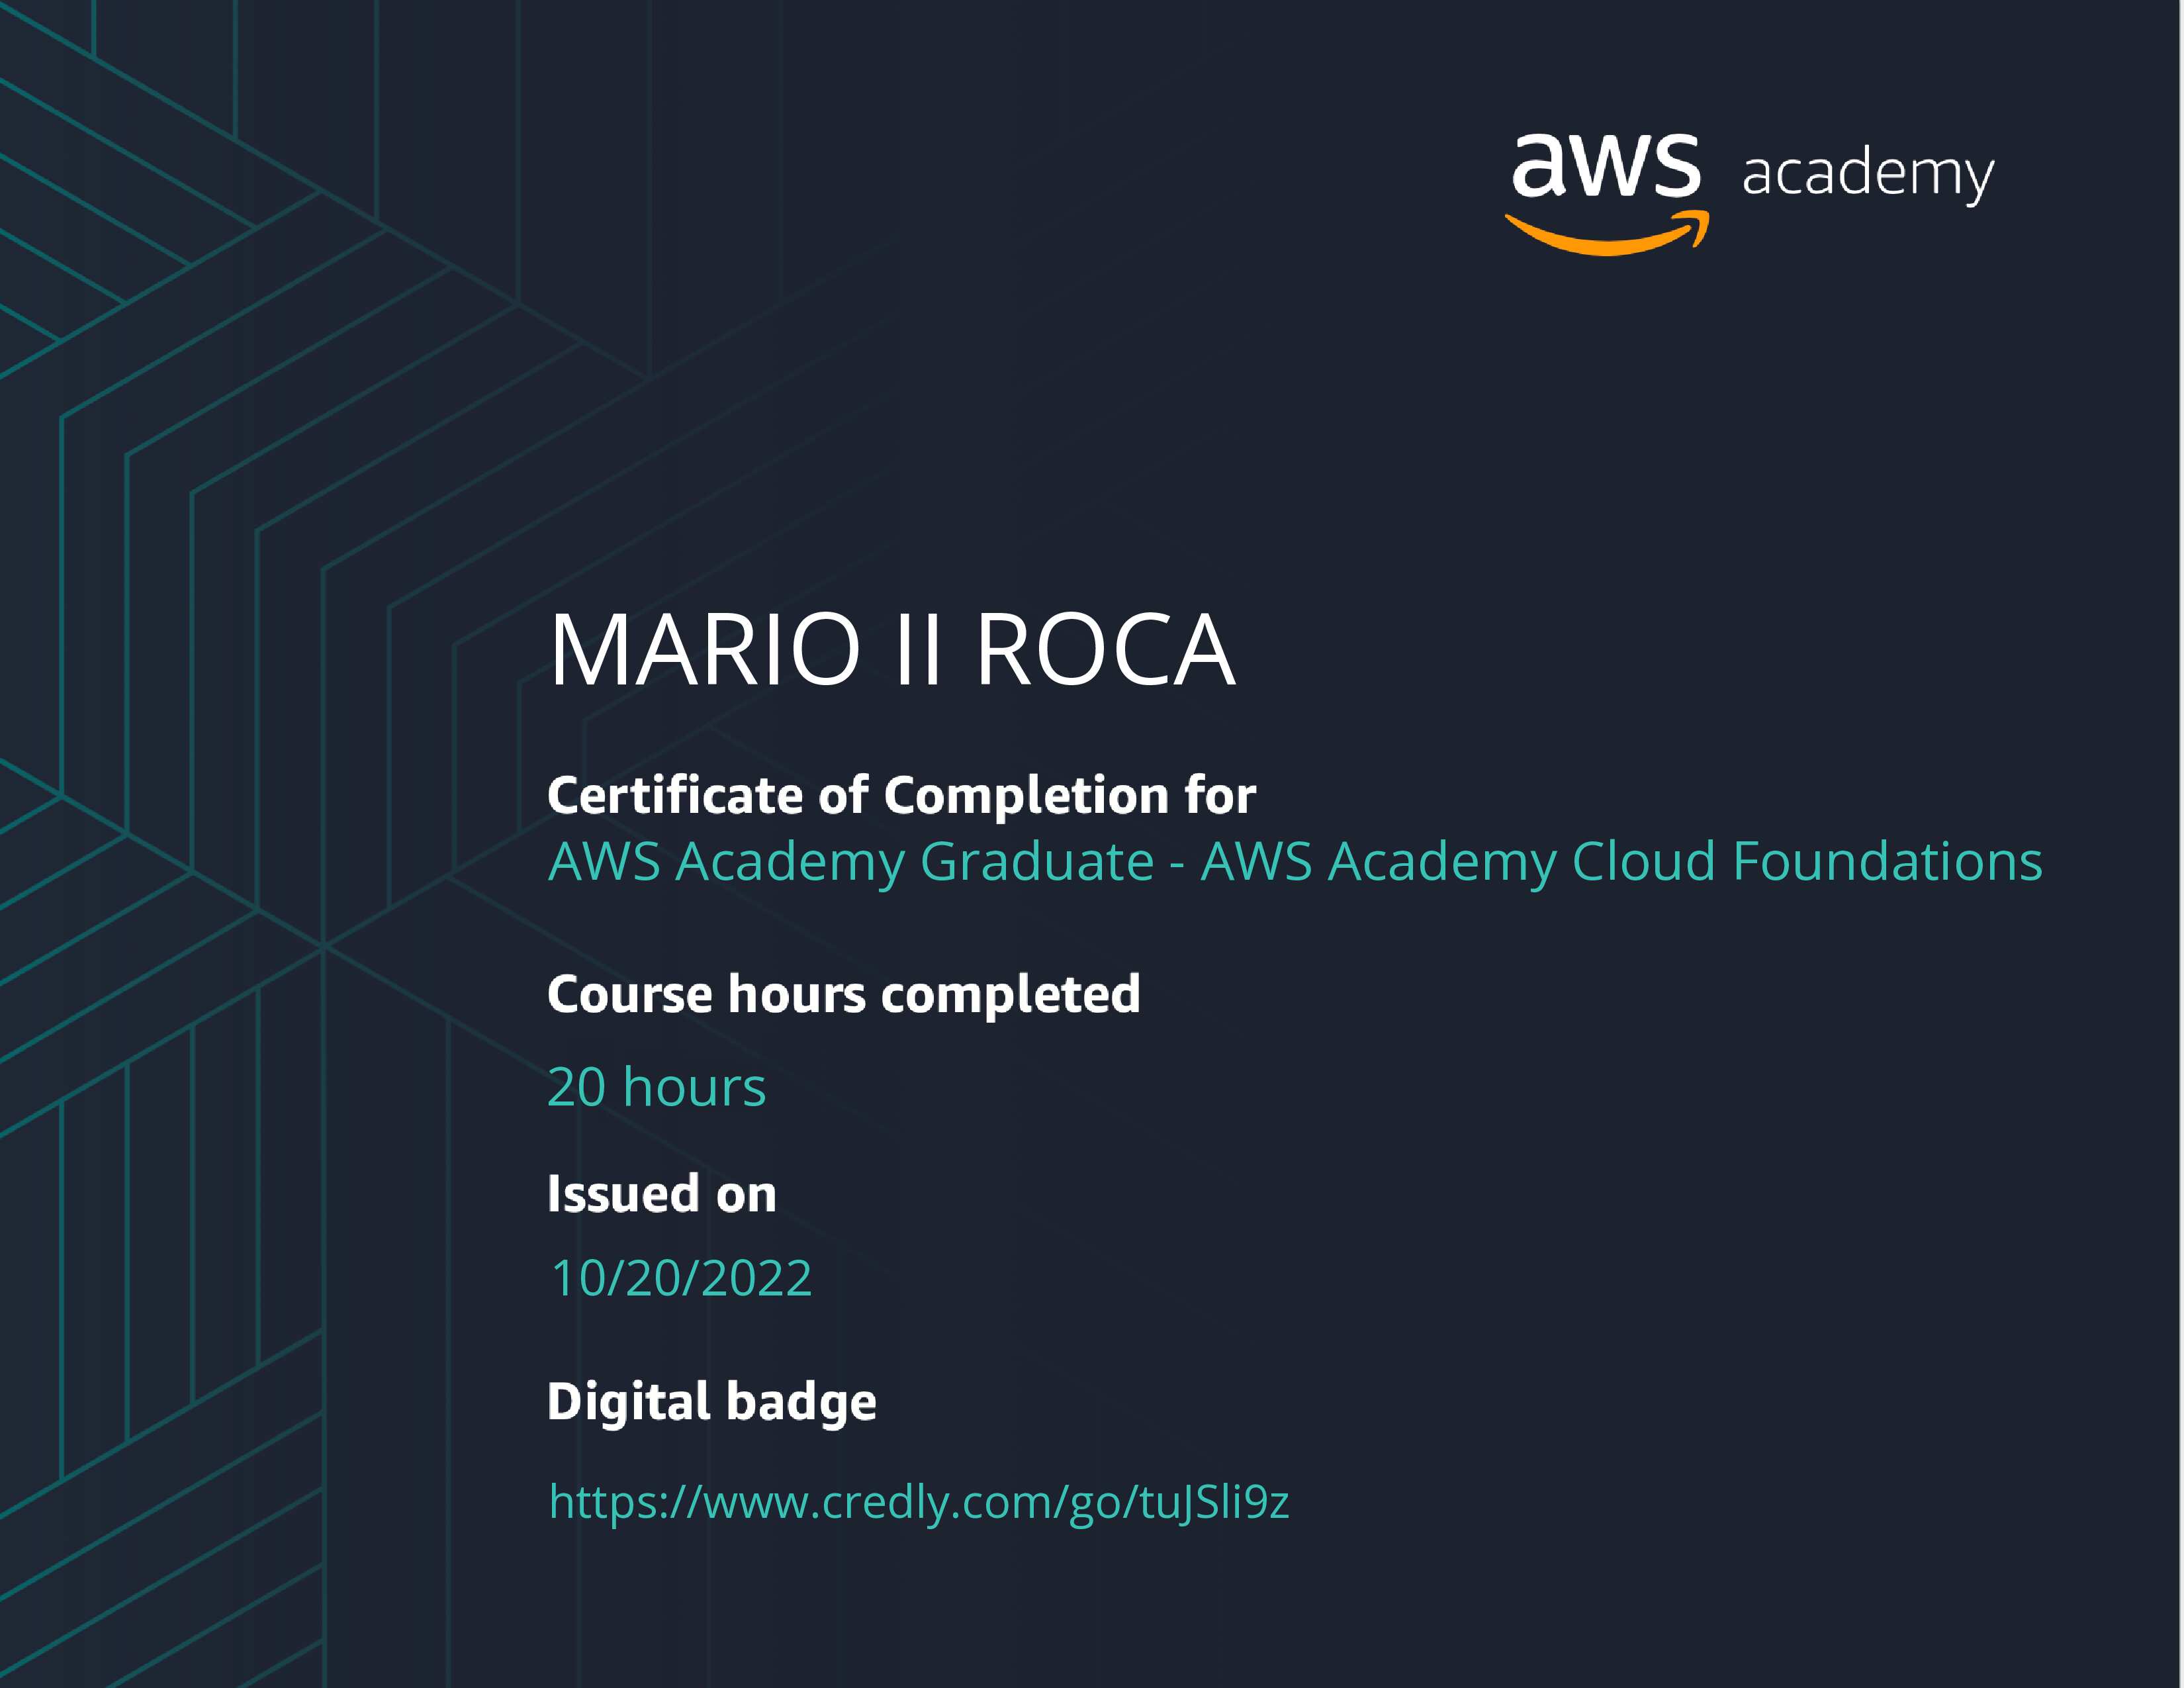 aws academy
MARIO II ROCA
Certificate of Completion for
AWS Academy Graduate - AWS Academy Cloud Foundations
Course hours completed
20 hours
Issued on
10/20/2022
Digital badge
https://www.credly.com/go/tuJSli9z